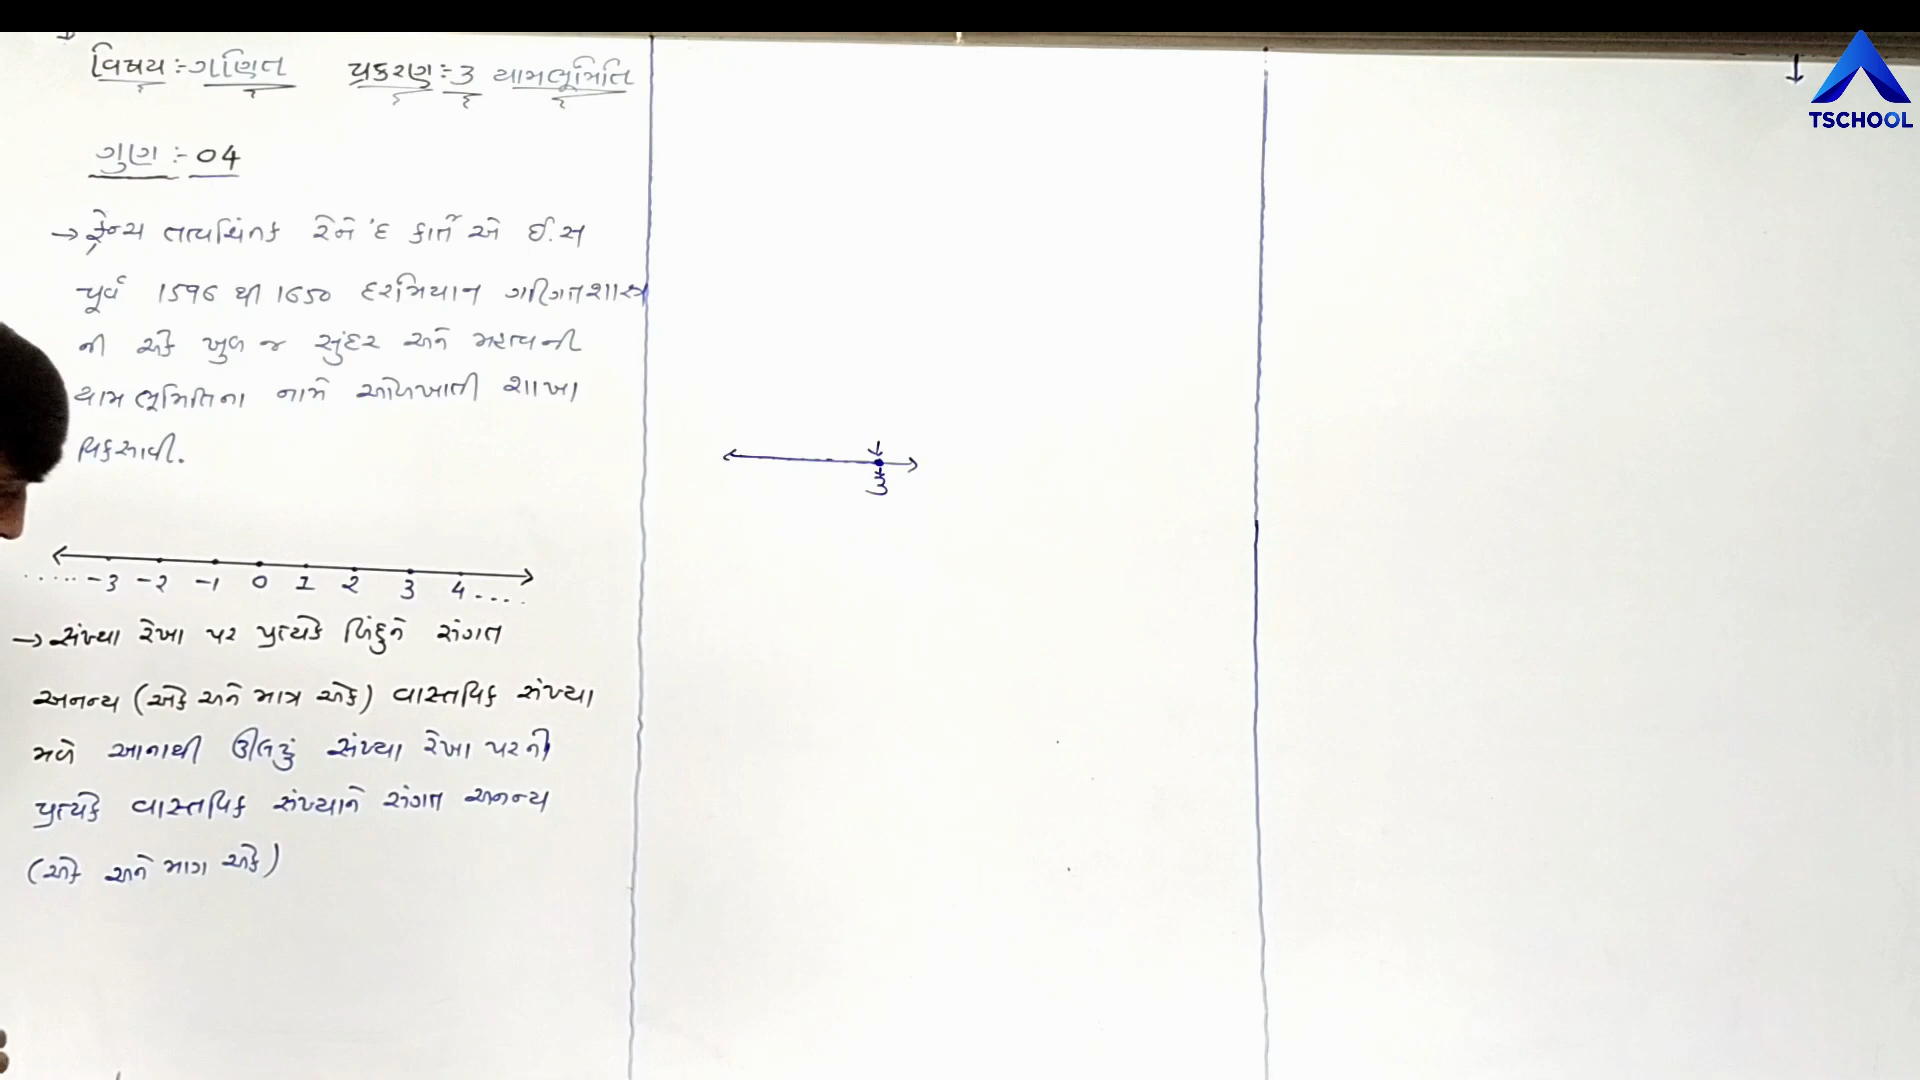 વિષય :- ગણિત પ્રકરણ :- ૩ યામભૂમિતિ
ગુણ :- 04
→ ફ્રેન્ચ તત્વચિંતક રેને 'દ કાર્તે એ ઈ.સ
પૂર્વ 1596 થી 1650 દરમિયાન ગણિતશાસ્ત્ર
ની એક ખુબ જ સુંદર અને મહત્વની
યામ ભૂમિતિના નામે ઓળખાતી શાખા
વિકસાવી.
..... -3 -2 -1 0 1 2 3 4 ....
→ સંખ્યા રેખા પર પ્રત્યેક બિંદુને સંગત
અનન્ય (એક અને માત્ર એક) વાસ્તવિક સંખ્યા
મળે આનાથી ઊલટું સંખ્યા રેખા પરની
પ્રત્યેક વાસ્તવિક સંખ્યાને સંગત અનન્ય
(એક અને માત્ર એક)
3
TSCHOOL